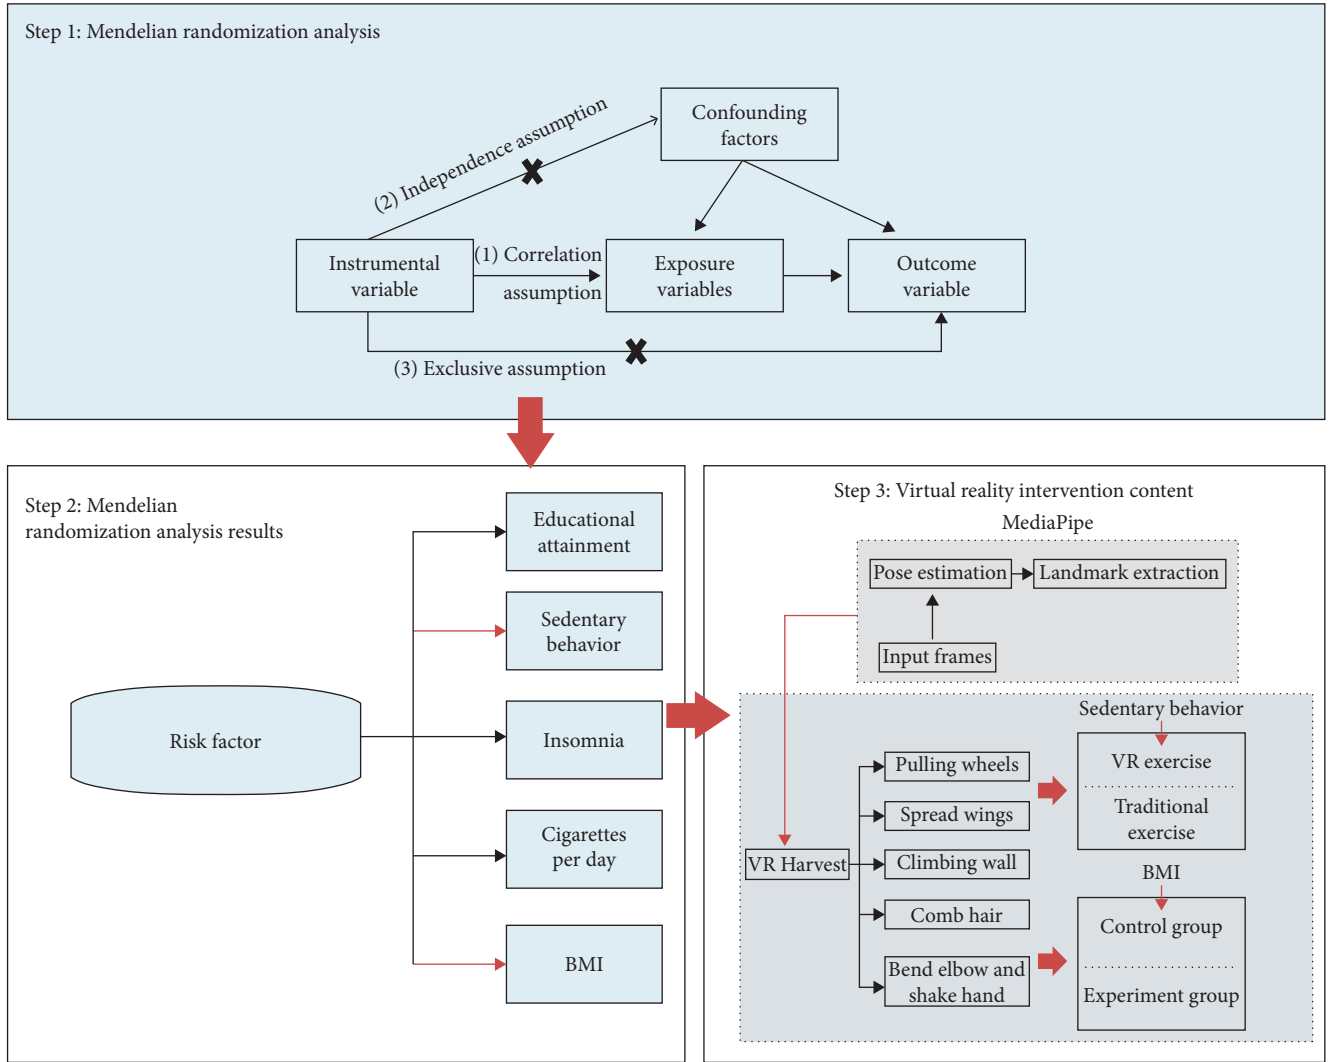 Step 1: Mendelian randomization analysis
Confounding
factors
(2) Independence assumption
Instrumental
variable
(1) Correlation
assumption
Exposure
variables
Outcome
variable
(3) Exclusive assumption
Step 2: Mendelian
randomization analysis results
Risk factor
Educational
attainment
Sedentary
behavior
Insomnia
Cigarettes
per day
BMI
Step 3: Virtual reality intervention content
MediaPipe
Pose estimation
Landmark extraction
Input frames
VR Harvest
Pulling wheels
Spread wings
Climbing wall
Comb hair
Bend elbow and
shake hand
Sedentary behavior
VR exercise
Traditional
exercise
BMI
Control group
Experiment group